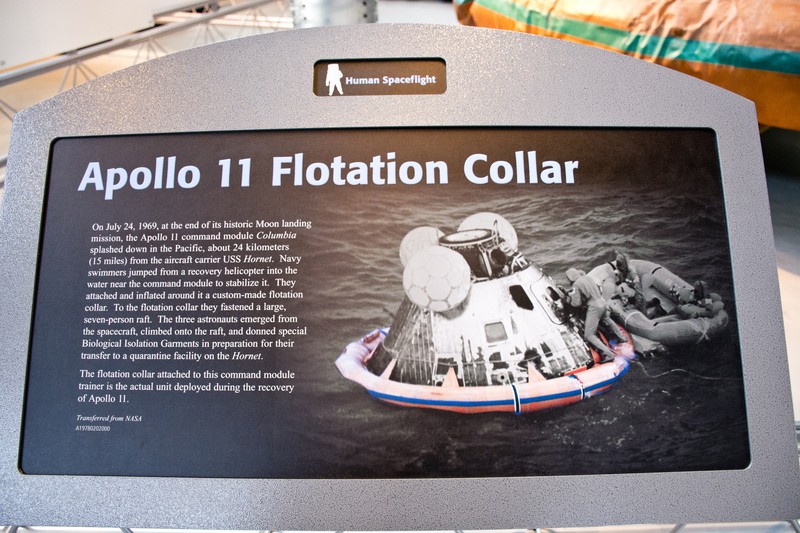 Human Spaceflight
Apollo 11 Flotation Collar
On July 24, 1969, at the end of its historic Moon landing
mission, the Apollo 11 command module Columbia
splashed down in the Pacific, about 24 kilometers
(15 miles) from the aircraft carrier USS Hornet. Navy
swimmers jumped from a recovery helicopter into the
water near the command module to stabilize it. They
attached and inflated around it a custom-made flotation
collar. To the flotation collar they fastened a large,
seven-person raft. The three astronauts emerged from
the spacecraft, climbed onto the raft, and donned special
Biological Isolation Garments in preparation for their
transfer to a quarantine facility on the Hornet.
The flotation collar attached to this command module
trainer is the actual unit deployed during the recovery
of Apollo 11.
Transferred from NASA
A19780202000